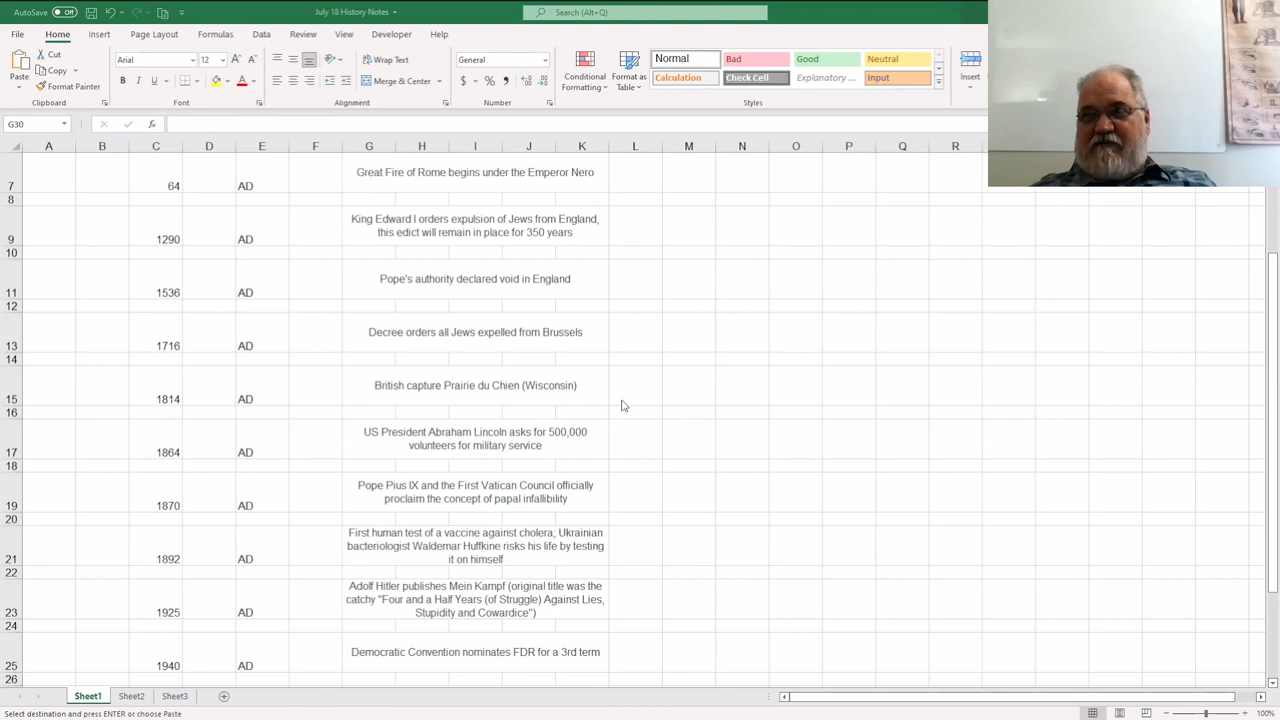 AutoSave Off July 18 History Notes Search (Alt+Q)
File Home Insert Page Layout Formulas Data Review View Developer Help
Paste Cut Copy Format Painter
Arial 12 A A B I U A
Wrap Text Merge & Center
General $ % 9
Conditional Formatting Format as Table
Normal Bad Good Neutral
Calculation Check Cell Explanatory ... Input
Insert
Clipboard Font Alignment Number Styles
G30 fx
A B C D E F G H I J K L M N O P Q R
7 64 AD Great Fire of Rome begins under the Emperor Nero
8
9 1290 AD King Edward I orders expulsion of Jews from England,
this edict will remain in place for 350 years
10
11 1536 AD Pope's authority declared void in England
12
13 1716 AD Decree orders all Jews expelled from Brussels
14
15 1814 AD British capture Prairie du Chien (Wisconsin)
16
17 1864 AD US President Abraham Lincoln asks for 500,000
volunteers for military service
18
19 1870 AD Pope Pius IX and the First Vatican Council officially
proclaim the concept of papal infallibility
20
21 1892 AD First human test of a vaccine against cholera; Ukrainian
bacteriologist Waldemar Huffkine risks his life by testing
it on himself
22
23 1925 AD Adolf Hitler publishes Mein Kampf (original title was the
catchy "Four and a Half Years (of Struggle) Against Lies,
Stupidity and Cowardice")
24
25 1940 AD Democratic Convention nominates FDR for a 3rd term
26
Sheet1 Sheet2 Sheet3
Select destination and press ENTER or choose Paste 100%